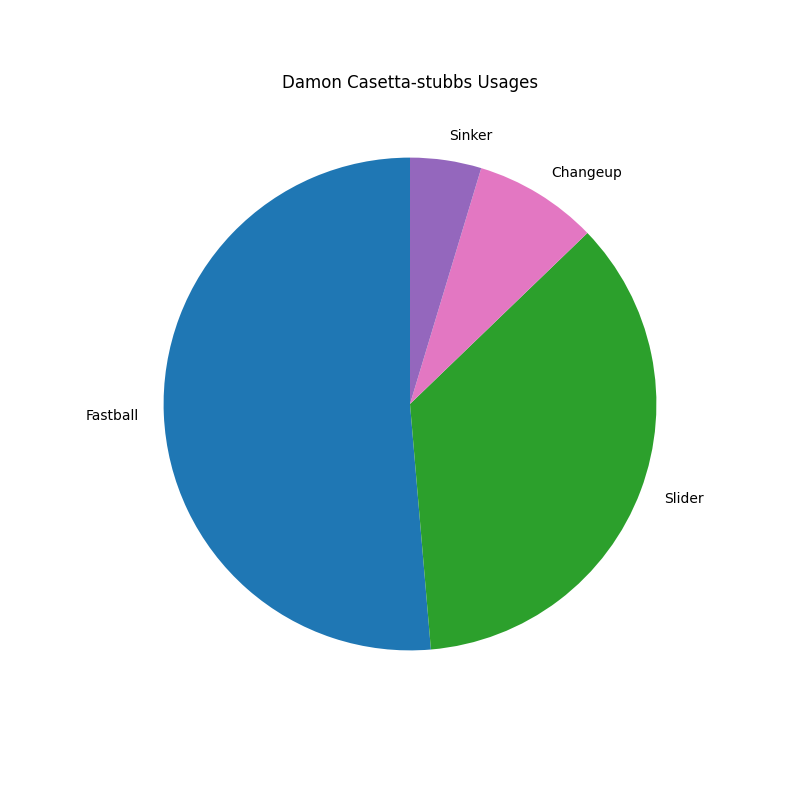 Damon Casetta-stubbs Usages
Sinker
Changeup
Fastball
Slider